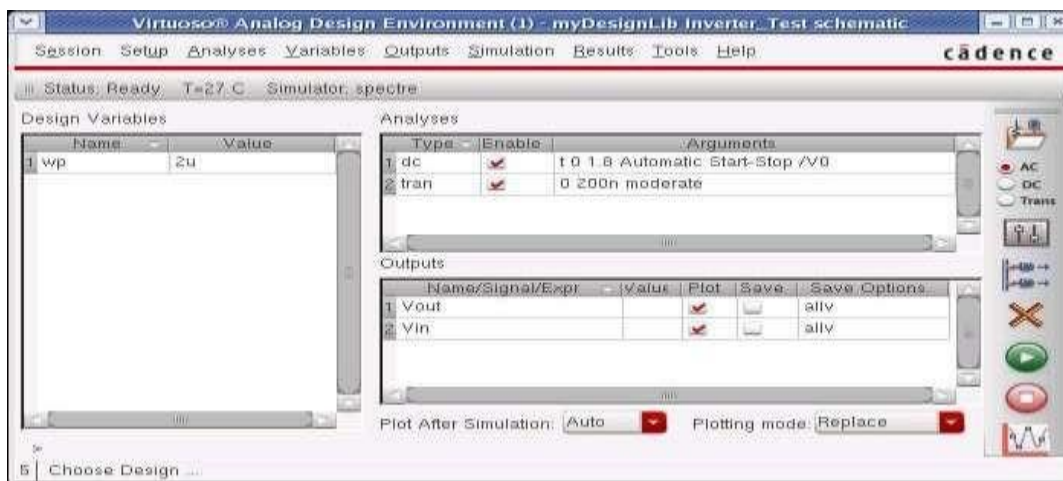 Virtuoso® Analog Design Environment (1) - myDesignLib Inverter_Test schematic
Session Setup Analyses Variables Outputs Simulation Results Tools Help
cādence
Status: Ready T=27 C Simulator: spectre
Design Variables
Name Value
1 wp 2u
Analyses
Type Enable Arguments
1 dc t 0 1.8 Automatic Start-Stop /V0
2 tran 0 200n moderate
Outputs
Name/Signal/Expr Value Plot Save Save Options
1 Vout allv
2 Vin allv
Plot After Simulation: Auto Plotting mode: Replace
AC
DC
Trans
>
5 Choose Design ...